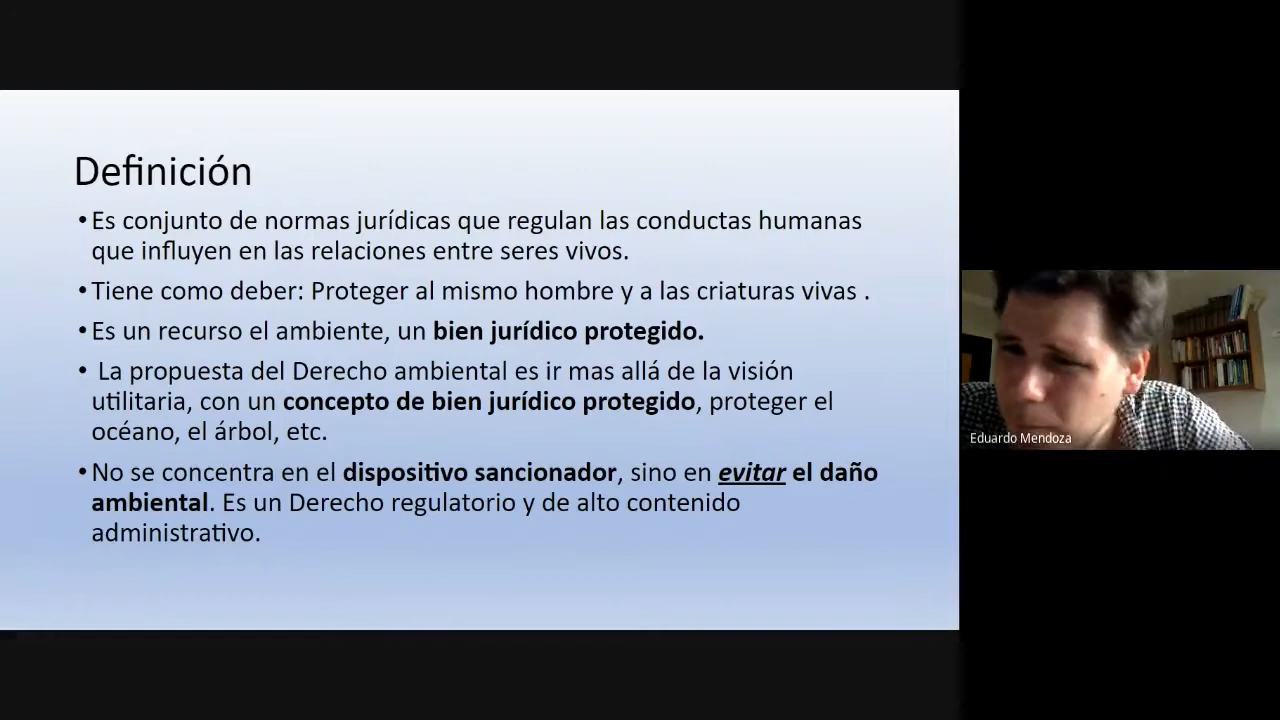 Definición
•Es conjunto de normas jurídicas que regulan las conductas humanas
que influyen en las relaciones entre seres vivos.
•Tiene como deber: Proteger al mismo hombre y a las criaturas vivas .
•Es un recurso el ambiente, un bien jurídico protegido.
• La propuesta del Derecho ambiental es ir mas allá de la visión
utilitaria, con un concepto de bien jurídico protegido, proteger el
océano, el árbol, etc.
•No se concentra en el dispositivo sancionador, sino en evitar el daño
ambiental. Es un Derecho regulatorio y de alto contenido
administrativo.
Eduardo Mendoza